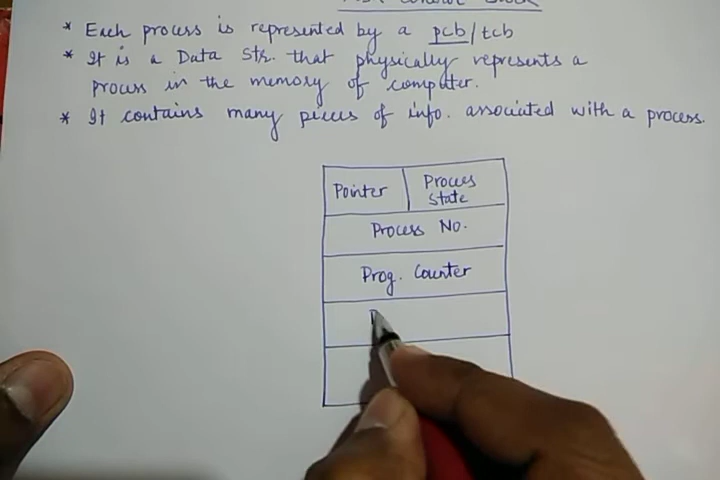 * Each process is represented by a pcb/tcb
* It is a Data Str. that physically represents a
process in the memory of computer.
* It contains many pieces of info. associated with a process.
Pointer
Process
State
Process No.
Prog. Counter